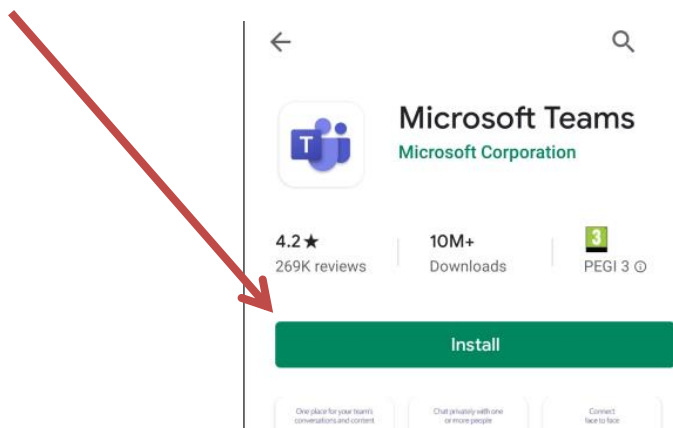 Microsoft Teams
Microsoft Corporation
T
4.2★
269K reviews
10M+
Downloads
3
PEGI 3 ⓘ
Install
One place for your team's
conversations and content
Chat privately with one
or more people
Connect
face to face